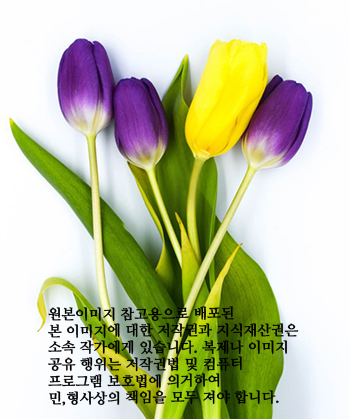 원본이미지 참고용으로 배포된
본 이미지에 대한 저작권과 지식재산권은
소속 작가에게 있습니다. 복제나 이미지
공유 행위는 저작권법 및 컴퓨터
프로그램 보호법에 의거하여
민,형사상의 책임을 모두 져야 합니다.